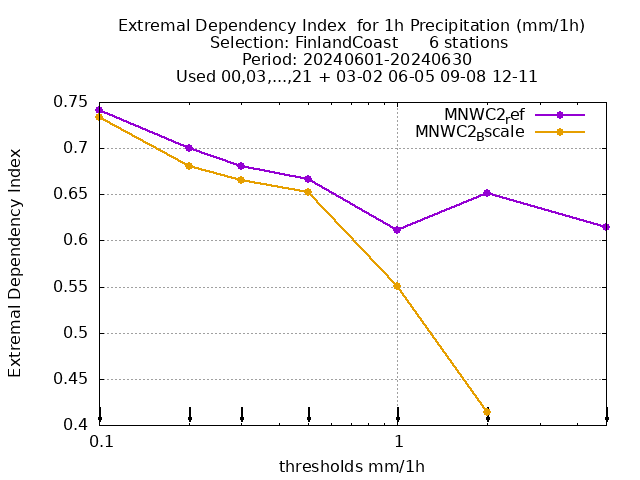 Extremal Dependency Index  for 1h Precipitation (mm/1h)
Selection: FinlandCoast      6 stations
Period: 20240601-20240630
Used 00,03,...,21 + 03-02 06-05 09-08 12-11
MNWC2ref
MNWC2Bscale
0.75
0.7
0.65
0.6
0.55
0.5
0.45
0.4
Extremal Dependency Index
0.1 1
thresholds mm/1h